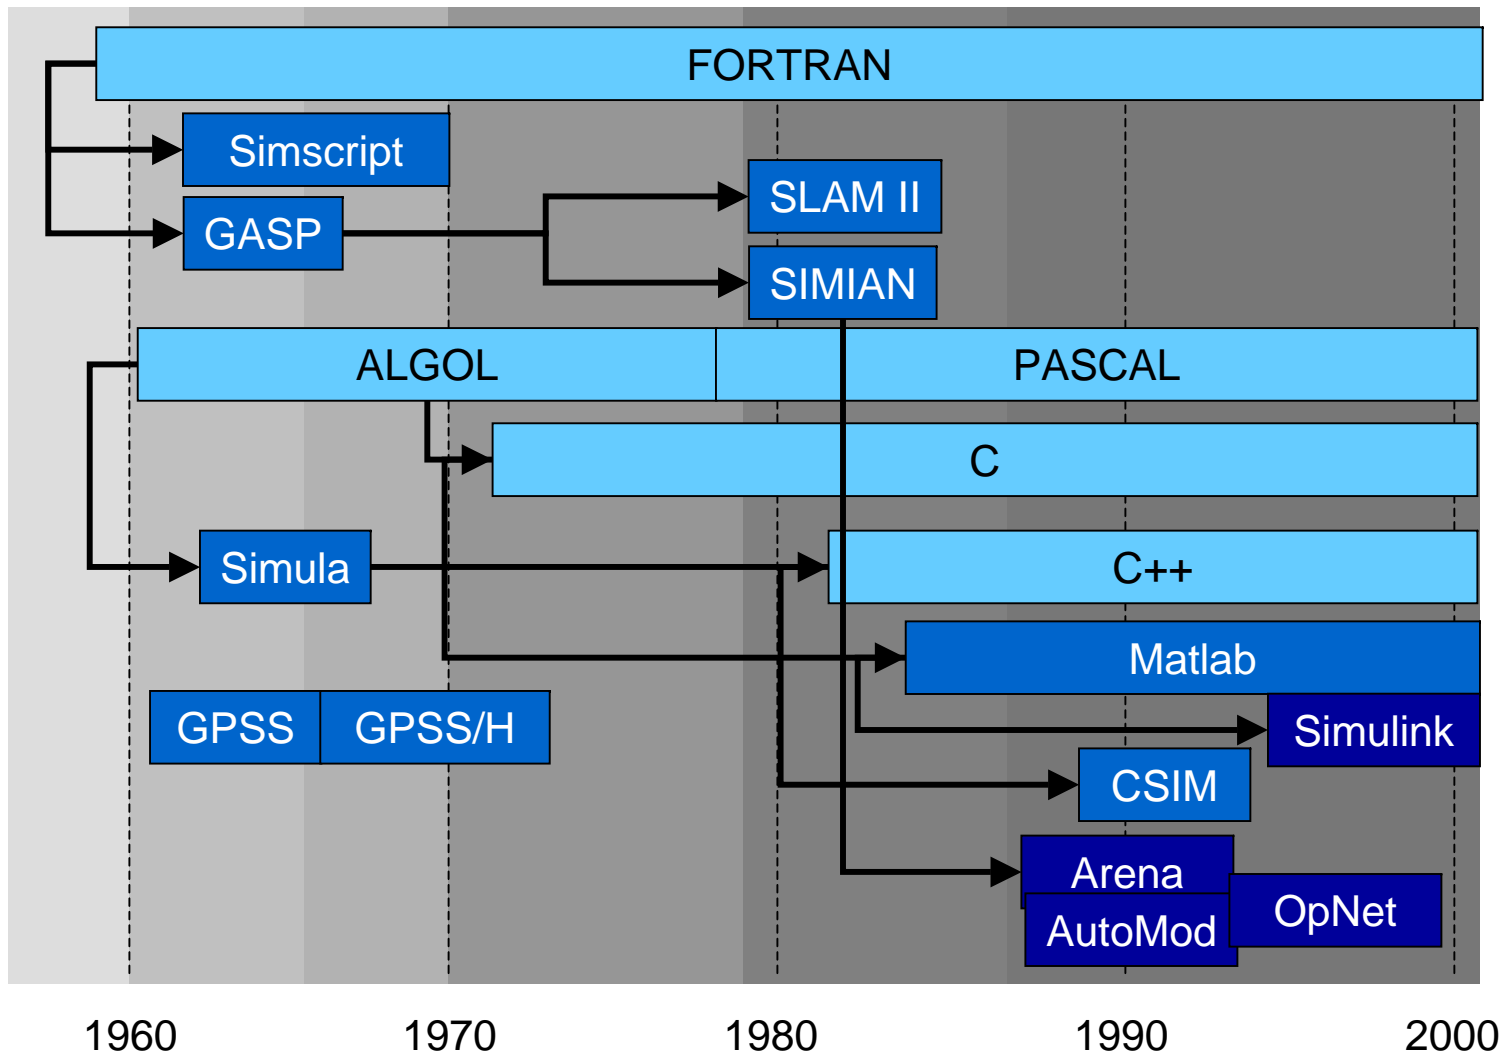 FORTRAN
Simscript
SLAM II
GASP
SIMIAN
ALGOL
PASCAL
C
Simula
C++
Matlab
GPSS
GPSS/H
Simulink
CSIM
Arena
OpNet
AutoMod
1960
1970
1980
1990
2000